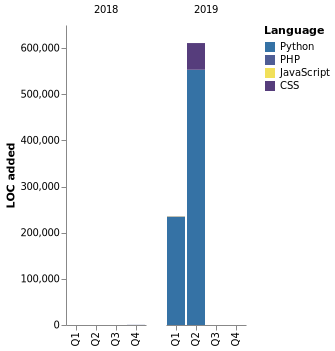 2018
2019
Language
Python
PHP
JavaScript
CSS
LOC added
600,000
500,000
400,000
300,000
200,000
100,000
0
Q1 Q2 Q3 Q4
Q1 Q2 Q3 Q4